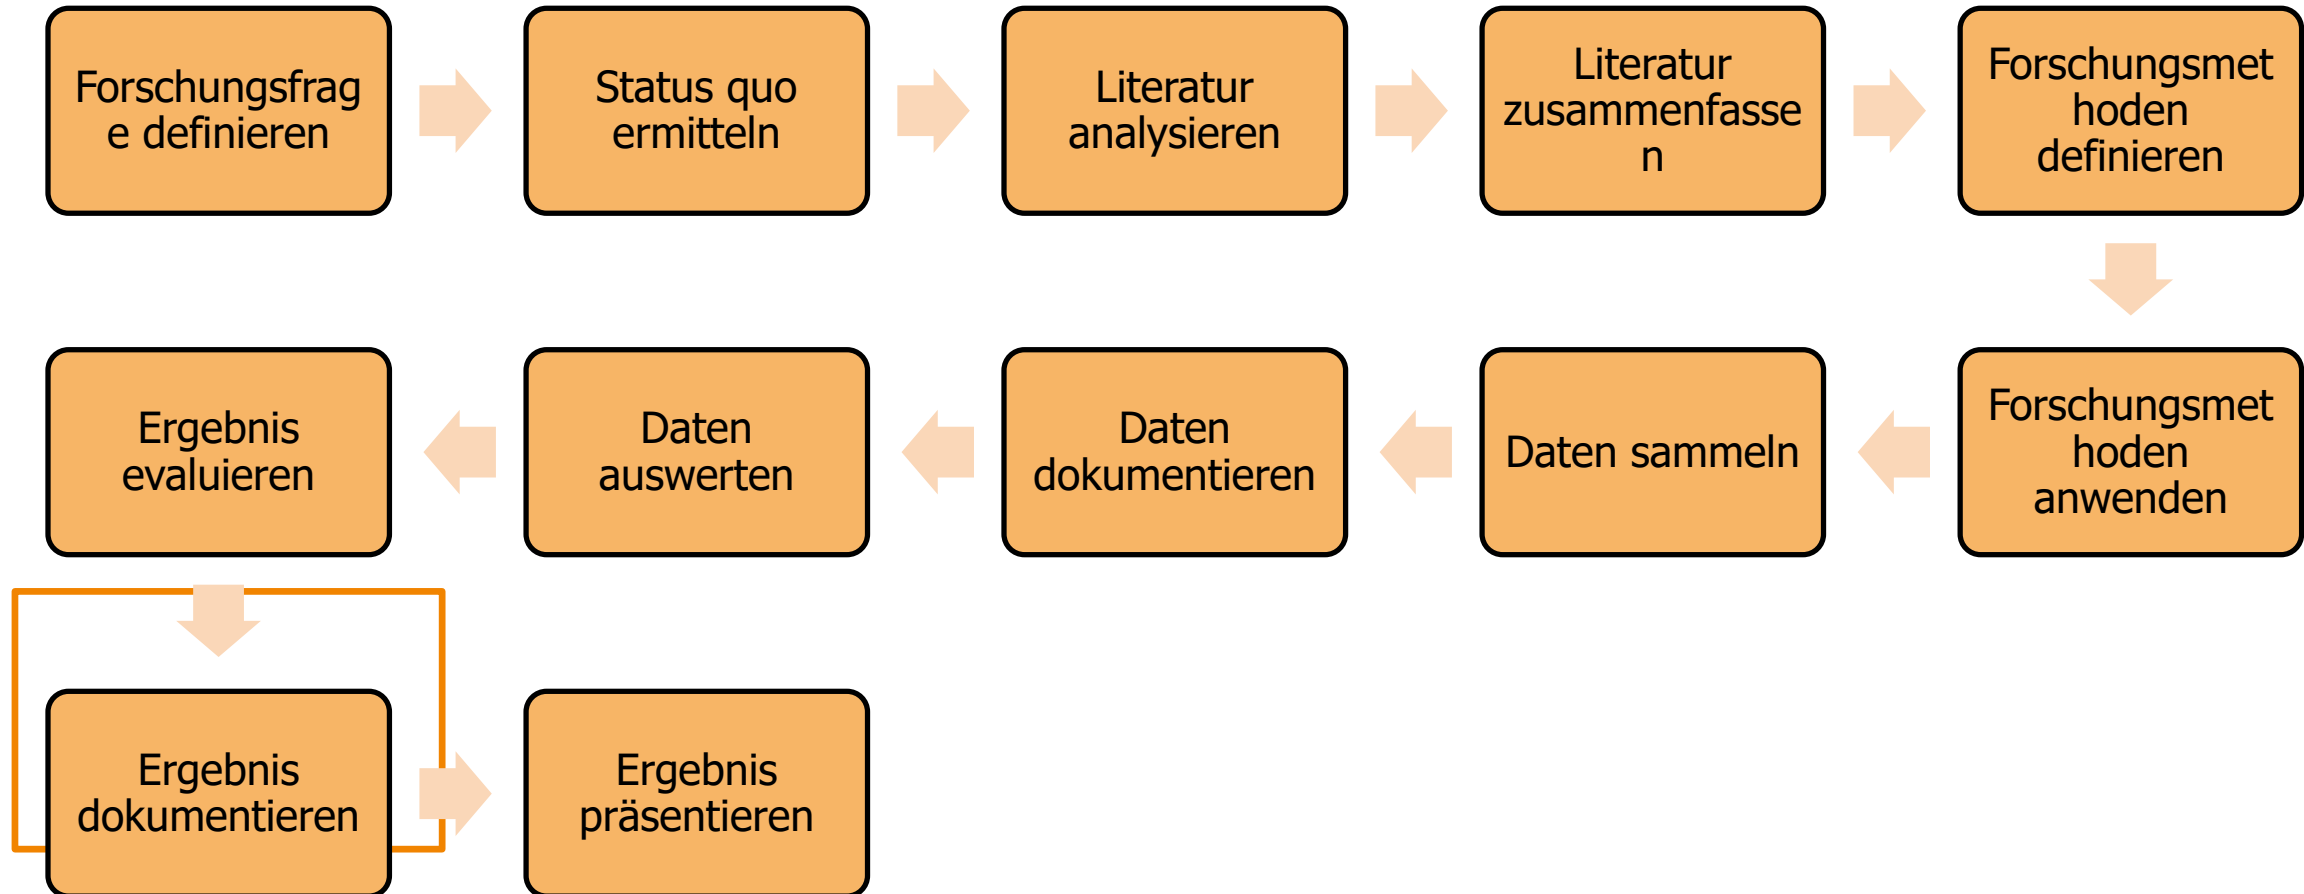 Forschungsfrag
e definieren
Status quo
ermitteln
Literatur
analysieren
Literatur
zusammenfasse
n
Forschungsmet
hoden
definieren
Forschungsmet
hoden
anwenden
Daten sammeln
Daten
dokumentieren
Daten
auswerten
Ergebnis
evaluieren
Ergebnis
dokumentieren
Ergebnis
präsentieren